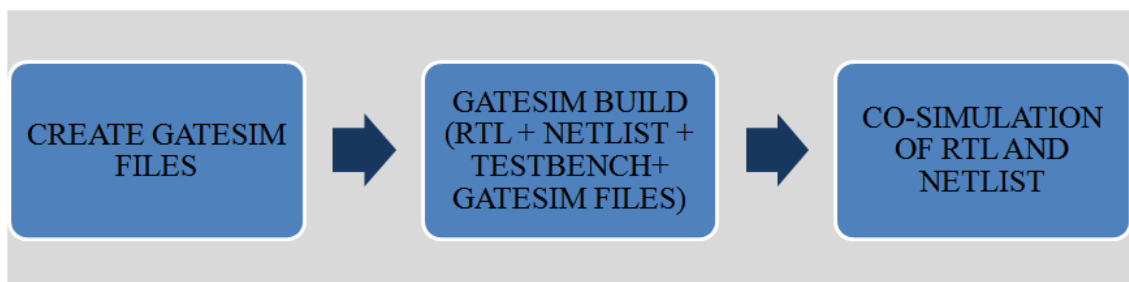 CREATE GATESIM
FILES
GATESIM BUILD
(RTL + NETLIST +
TESTBENCH+
GATESIM FILES)
CO-SIMULATION
OF RTL AND
NETLIST